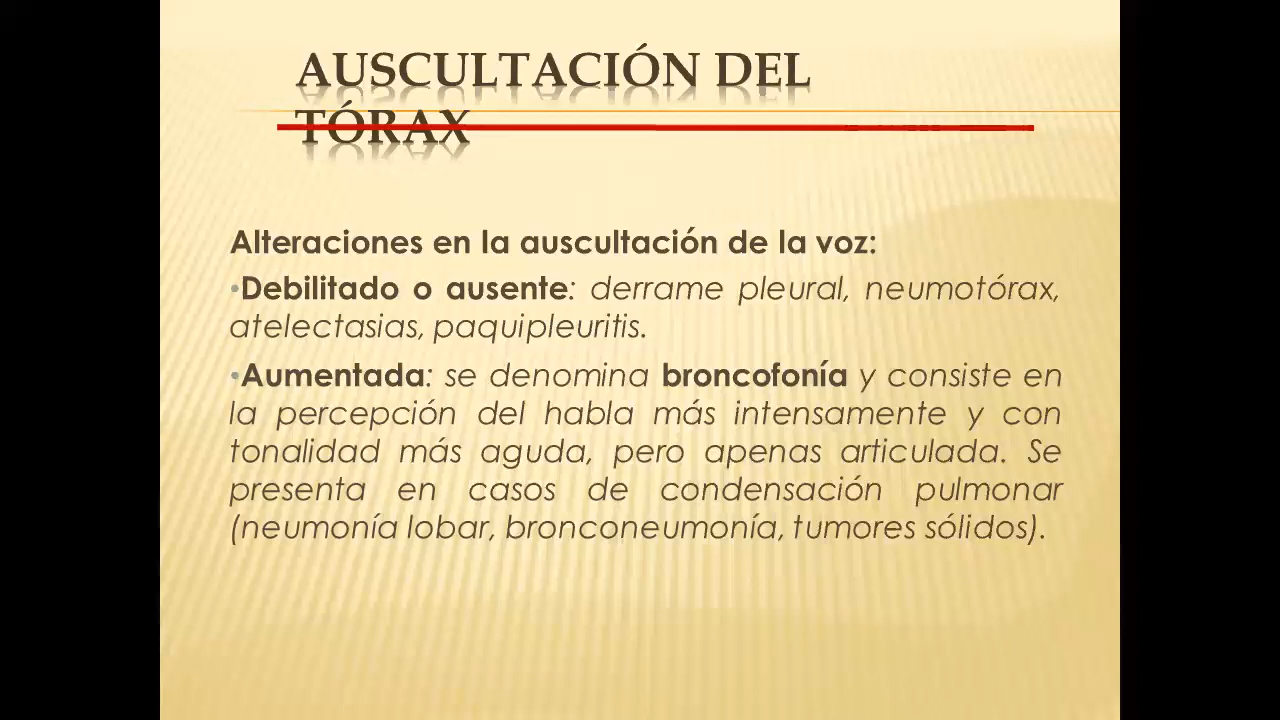 AUSCULTACIÓN DEL
TÓRAX
Alteraciones en la auscultación de la voz:
•Debilitado o ausente: derrame pleural, neumotórax,
atelectasias, paquipleuritis.
•Aumentada: se denomina broncofonía y consiste en
la percepción del habla más intensamente y con
tonalidad más aguda, pero apenas articulada. Se
presenta en casos de condensación pulmonar
(neumonía lobar, bronconeumonía, tumores sólidos).